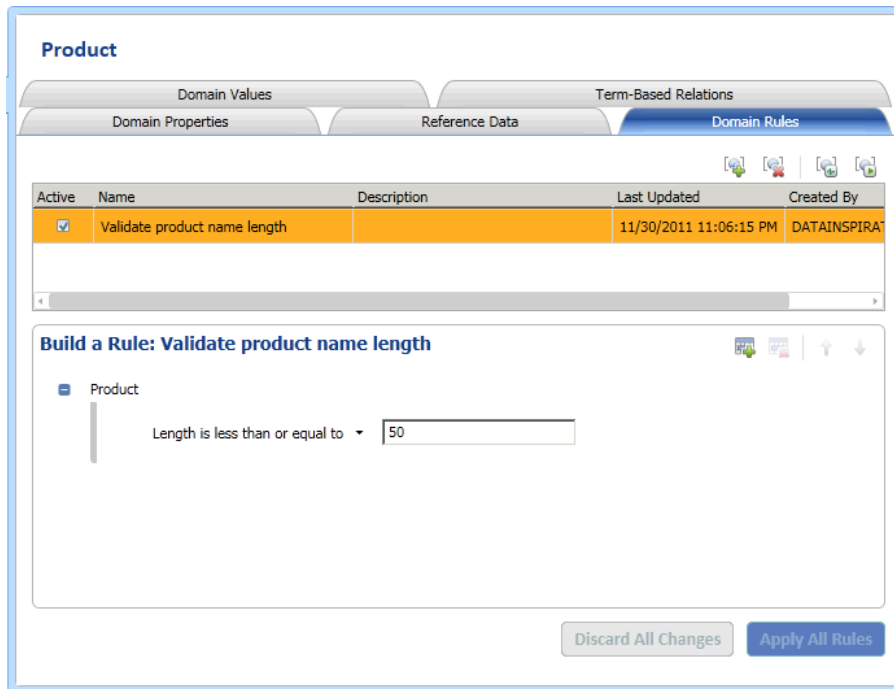 Product
Domain Values Term-Based Relations
Domain Properties Reference Data Domain Rules
Active Name Description Last Updated Created By
Validate product name length 11/30/2011 11:06:15 PM DATAINSPIRAT
Build a Rule: Validate product name length
Product
Length is less than or equal to 50
Discard All Changes Apply All Rules